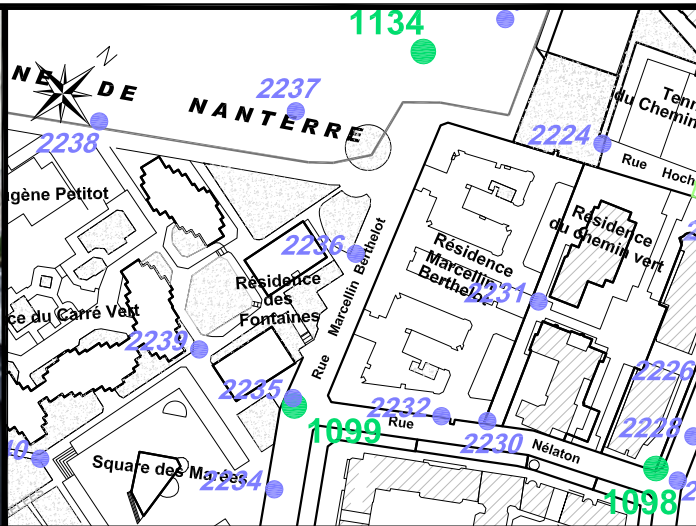 1134
NE DE NANTERRE
N
2237
2238
2224
Tenn
du Chemin
Rue Hoch
gène Petitot
2236
Rue Marcellin Berthelot
Résidence
Marcellin
Berthelot
Résidence
du chemin vert
2231
Résidence
des
Fontaines
ce du Carré Vert
2239
2235
1099
2232
Rue Nélaton
2230
2226
2228
40
Square des Marées
2234
1098
2